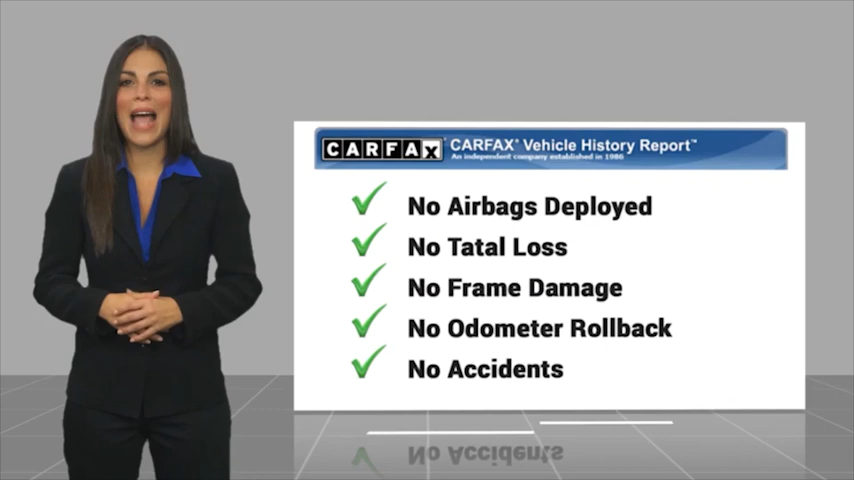 CARFAX CARFAX® Vehicle History Report™
An independent company established in 1986
No Airbags Deployed
No Tatal Loss
No Frame Damage
No Odometer Rollback
No Accidents
No Accidents